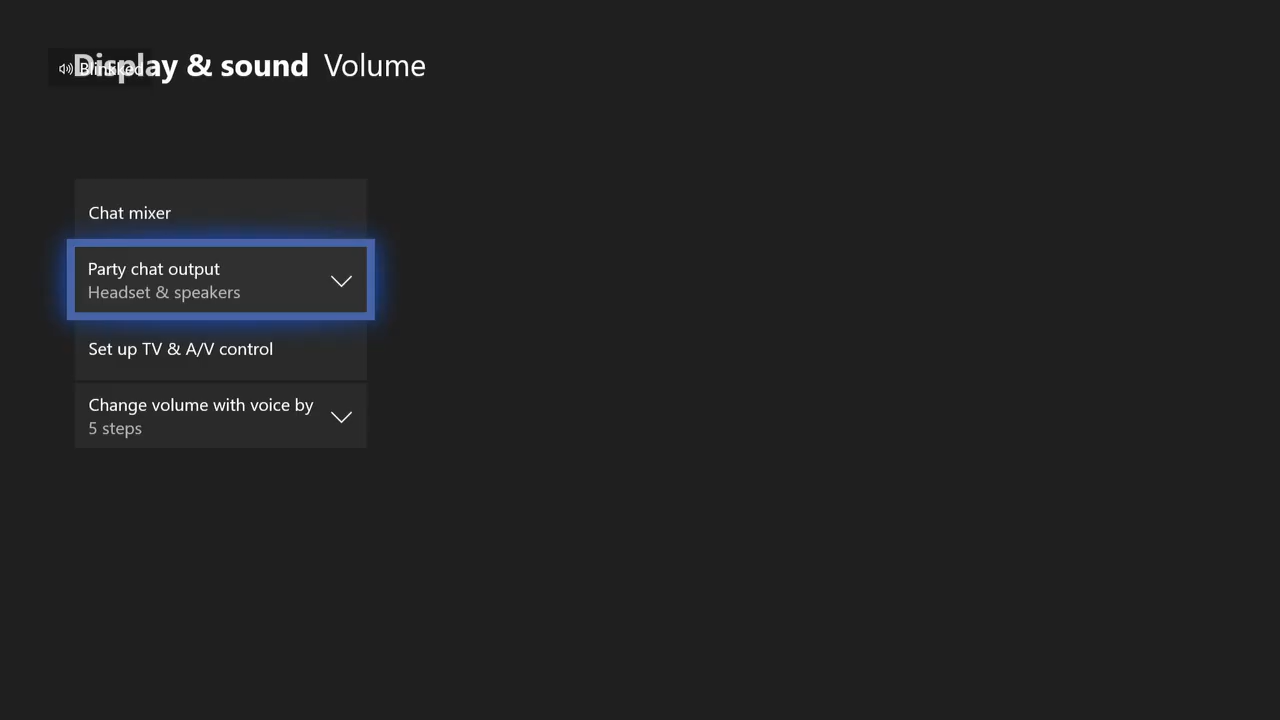 Display & sound Volume
Blinkked
Chat mixer
Party chat output
Headset & speakers
Set up TV & A/V control
Change volume with voice by
5 steps